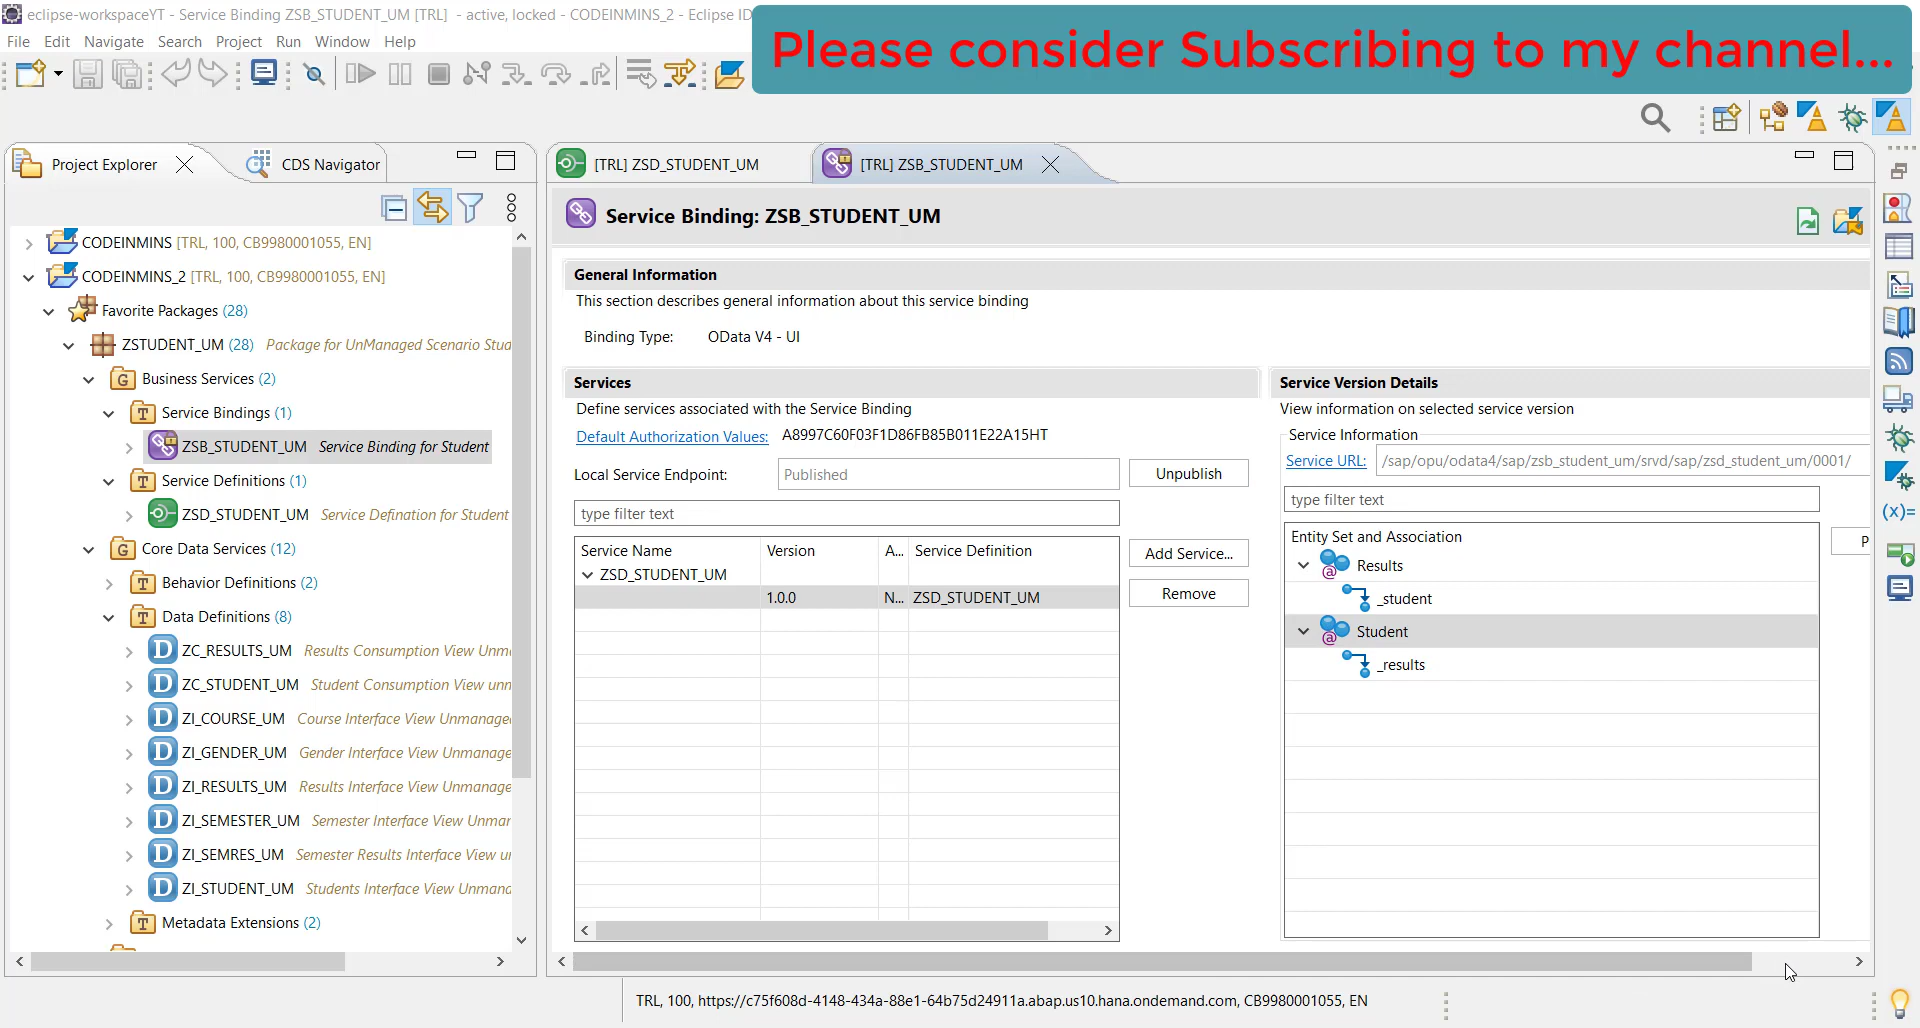 eclipse-workspaceYT - Service Binding ZSB_STUDENT_UM [TRL] - active, locked - CODEINMINS_2 - Eclipse ID
Please consider Subscribing to my channel...
File Edit Navigate Search Project Run Window Help
Project Explorer CDS Navigator
[TRL] ZSD_STUDENT_UM [TRL] ZSB_STUDENT_UM
CODEINMINS [TRL, 100, CB9980001055, EN]
CODEINMINS_2 [TRL, 100, CB9980001055, EN]
Favorite Packages (28)
ZSTUDENT_UM (28) Package for UnManaged Scenario Stud
G Business Services (2)
T Service Bindings (1)
ZSB_STUDENT_UM Service Binding for Student
T Service Definitions (1)
ZSD_STUDENT_UM Service Defination for Student
G Core Data Services (12)
T Behavior Definitions (2)
T Data Definitions (8)
D ZC_RESULTS_UM Results Consumption View Unm
D ZC_STUDENT_UM Student Consumption View unn
D ZI_COURSE_UM Course Interface View Unmanage
D ZI_GENDER_UM Gender Interface View Unmanage
D ZI_RESULTS_UM Results Interface View Unmanage
D ZI_SEMESTER_UM Semester Interface View Unmar
D ZI_SEMRES_UM Semester Results Interface View u
D ZI_STUDENT_UM Students Interface View Unmana
T Metadata Extensions (2)
Service Binding: ZSB_STUDENT_UM
General Information
This section describes general information about this service binding
Binding Type: OData V4 - UI
Services
Define services associated with the Service Binding
Default Authorization Values: A8997C60F03F1D86FB85B011E22A15HT
Local Service Endpoint: Published Unpublish
type filter text
Service Name Version A... Service Definition
Add Service...
ZSD_STUDENT_UM
1.0.0 N... ZSD_STUDENT_UM
Remove
Service Version Details
View information on selected service version
Service Information
Service URL: /sap/opu/odata4/sap/zsb_student_um/srvd/sap/zsd_student_um/0001/
type filter text
Entity Set and Association
P
@ Results
_student
@ Student
_results
(x)=
TRL, 100, https://c75f608d-4148-434a-88e1-64b75d24911a.abap.us10.hana.ondemand.com, CB9980001055, EN